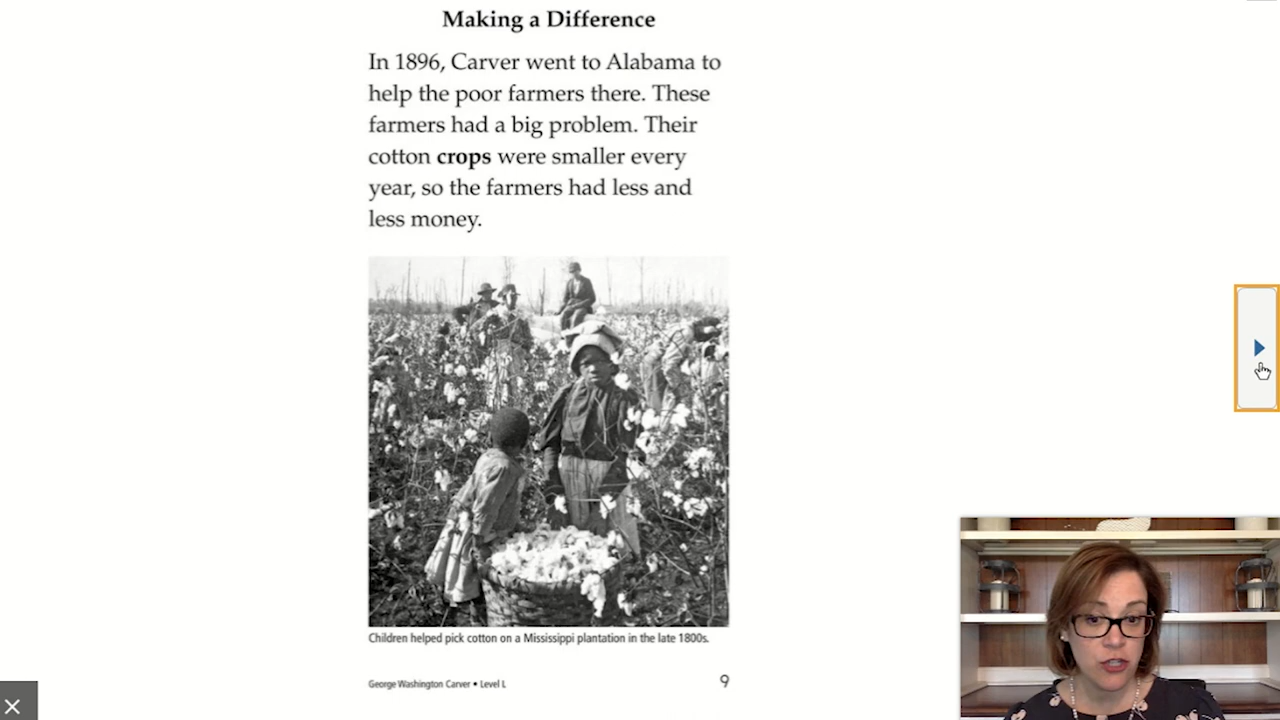 Making a Difference
In 1896, Carver went to Alabama to
help the poor farmers there. These
farmers had a big problem. Their
cotton crops were smaller every
year, so the farmers had less and
less money.
Children helped pick cotton on a Mississippi plantation in the late 1800s.
George Washington Carver • Level L
9